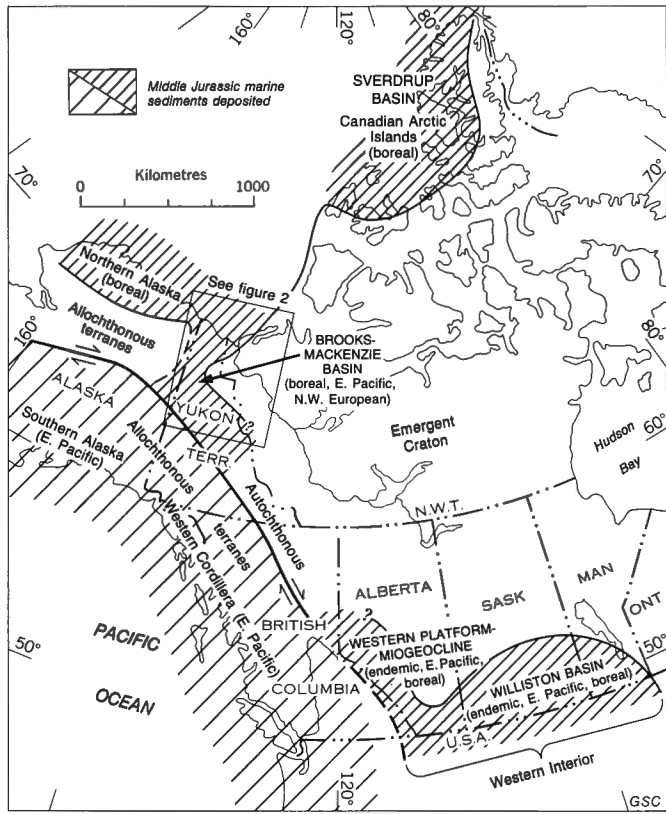 160°
120°
80°
Middle Jurassic marine
sediments deposited
SVERDRUP
BASIN
Canadian Arctic
Islands
(boreal)
70°
70°
Kilometres
0
1000
Northern Alaska
(boreal)
See figure 2
Allochthonous
terranes
160°
BROOKS-
MACKENZIE
BASIN
(boreal, E. Pacific,
N.W. European)
ALASKA
YUKON
TERR.
?
Southern Alaska
(E. Pacific)
Allochthonous
terranes
Autochthonous
Emergent
Craton
60°
Hudson
Bay
N.W.T.
Western Cordillera (E. Pacific)
ALBERTA
SASK
MAN
ONT
BRITISH
COLUMBIA
?
50°
PACIFIC
OCEAN
WESTERN PLATFORM-
MIOGEOCLINE
(endemic, E. Pacific,
boreal)
50°
WILLISTON BASIN
(endemic, E. Pacific, boreal)
U.S.A.
Western Interior
120°
GSC